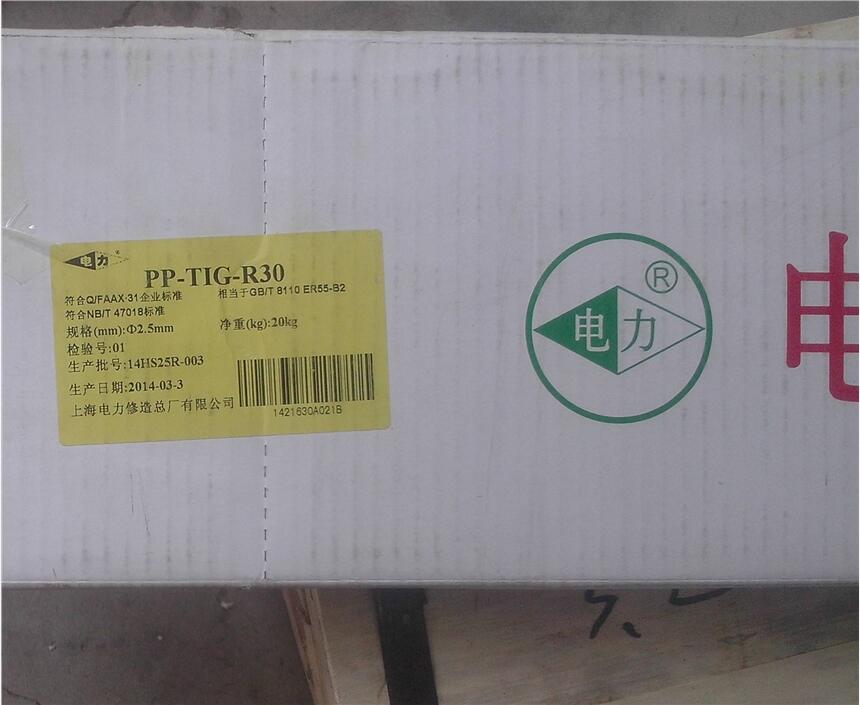 电力
PP-TIG-R30
符合Q/FAAX·31企业标准 相当于GB/T 8110 ER55-B2
符合NB/T 47018标准
规格(mm):Φ2.5mm 净重(kg):20kg
检验号:01
生产批号:14HS25R-003
生产日期:2014-03-3
上海电力修造总厂有限公司
1421630A021B
电力
®
电